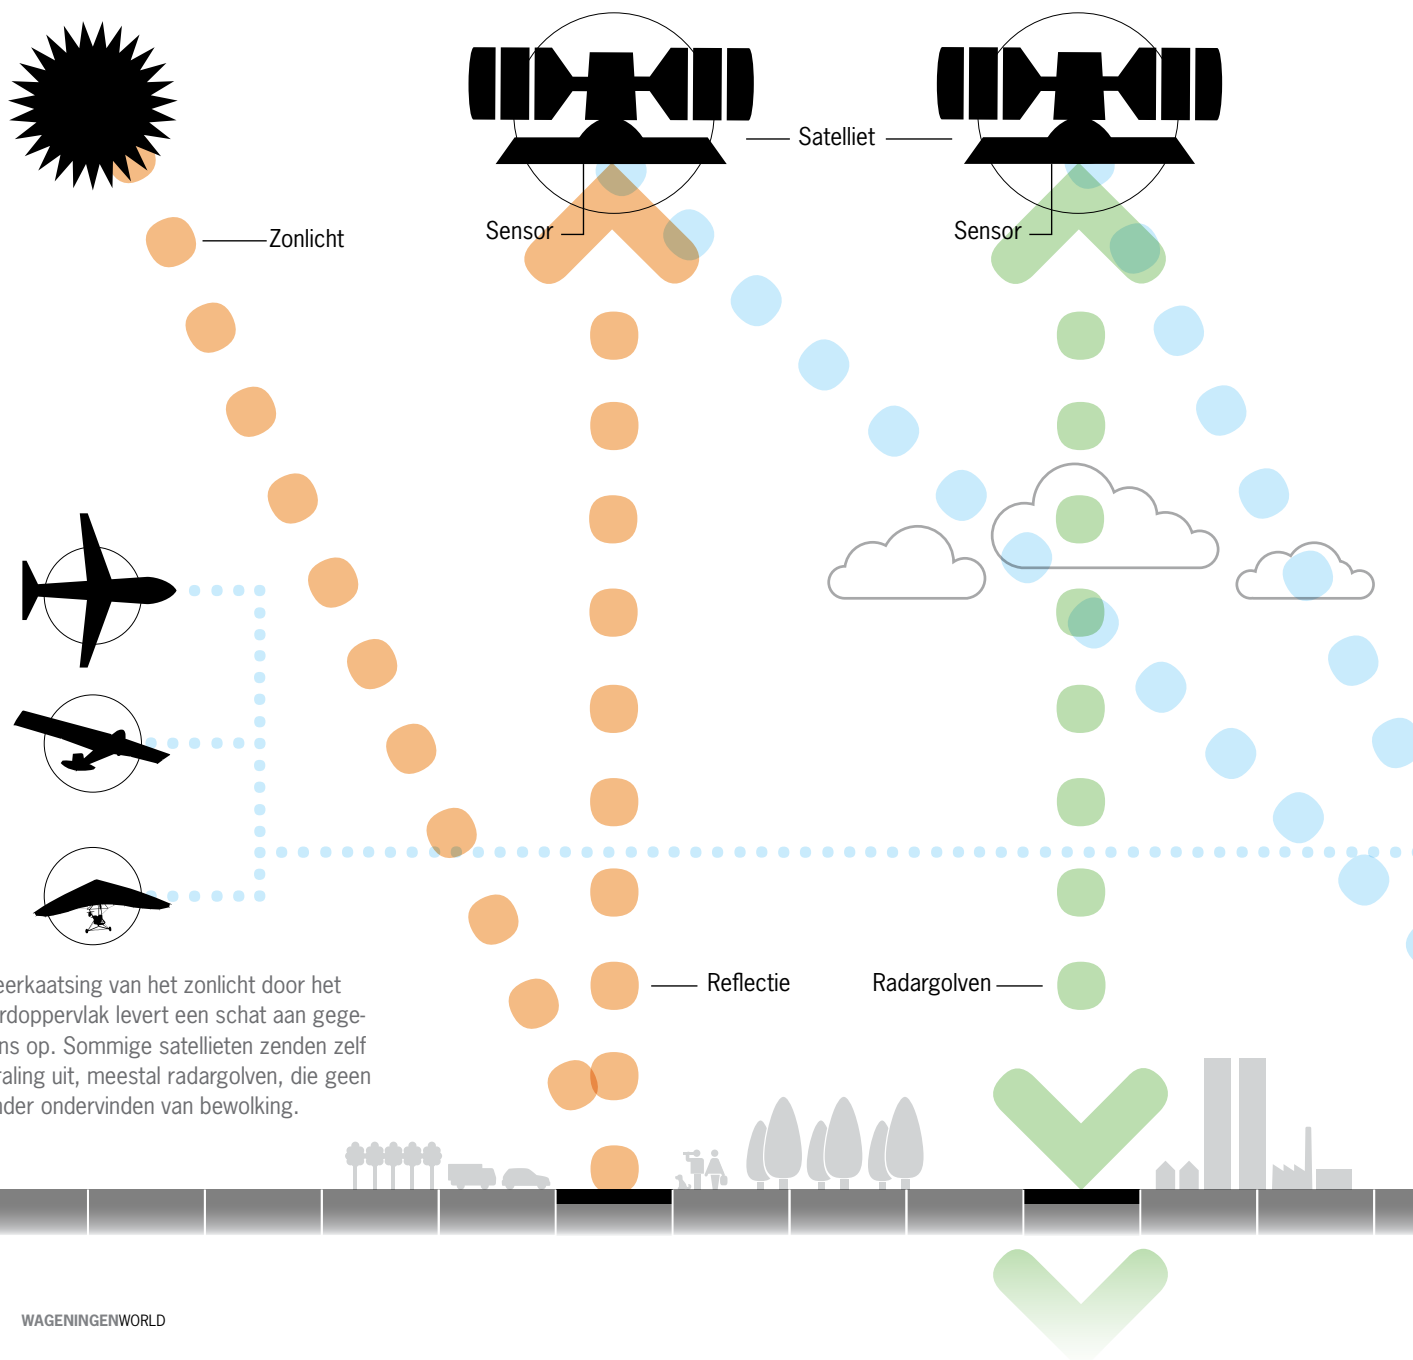 Satelliet
Sensor
Sensor
Zonlicht
Reflectie
Radargolven
eerkaatsing van het zonlicht door het
rdoppervlak levert een schat aan gege-
ns op. Sommige satellieten zenden zelf
raling uit, meestal radargolven, die geen
nder ondervinden van bewolking.
WAGENINGENWORLD